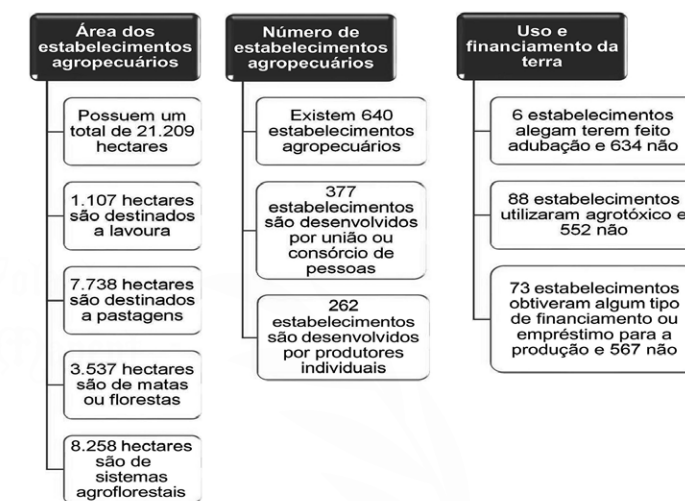 Área dos
estabelecimentos
agropecuários
Possuem um
total de 21.209
hectares
1.107 hectares
são destinados
a lavoura
7.738 hectares
são destinados
a pastagens
3.537 hectares
são de matas
ou florestas
8.258 hectares
são de
sistemas
agroflorestais
Número de
estabelecimentos
agropecuários
Existem 640
estabelecimentos
agropecuários
377
estabelecimentos
são desenvolvidos
por união ou
consórcio de
pessoas
262
estabelecimentos
são desenvolvidos
por produtores
individuais
Uso e
financiamento da
terra
6 estabelecimentos
alegam terem feito
adubação e 634 não
88 estabelecimentos
utilizaram agrotóxico e
552 não
73 estabelecimentos
obtiveram algum tipo
de financiamento ou
empréstimo para a
produção e 567 não